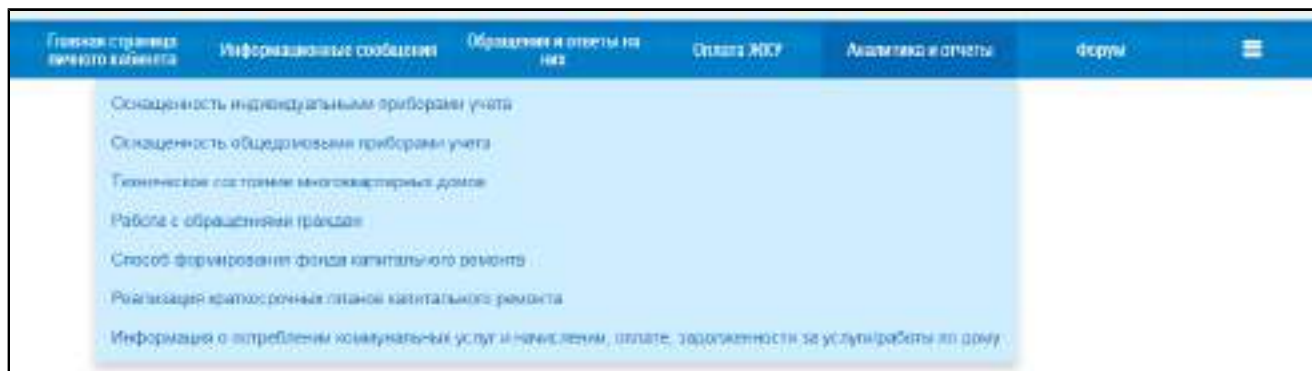 Главная страница
личного кабинета
Информационные сообщения
Обращения и ответы на
них
Оплата ЖКУ
Аналитика и отчеты
Форум
Оснащенность индивидуальными приборами учета
Оснащенность общедомовыми приборами учета
Техническое состояние многоквартирных домов
Работа с обращениями граждан
Способ формирования фонда капитального ремонта
Реализация краткосрочных планов капитального ремонта
Информация о потреблении коммунальных услуг и начислении, оплате, задолженности за услуги/работы по дому